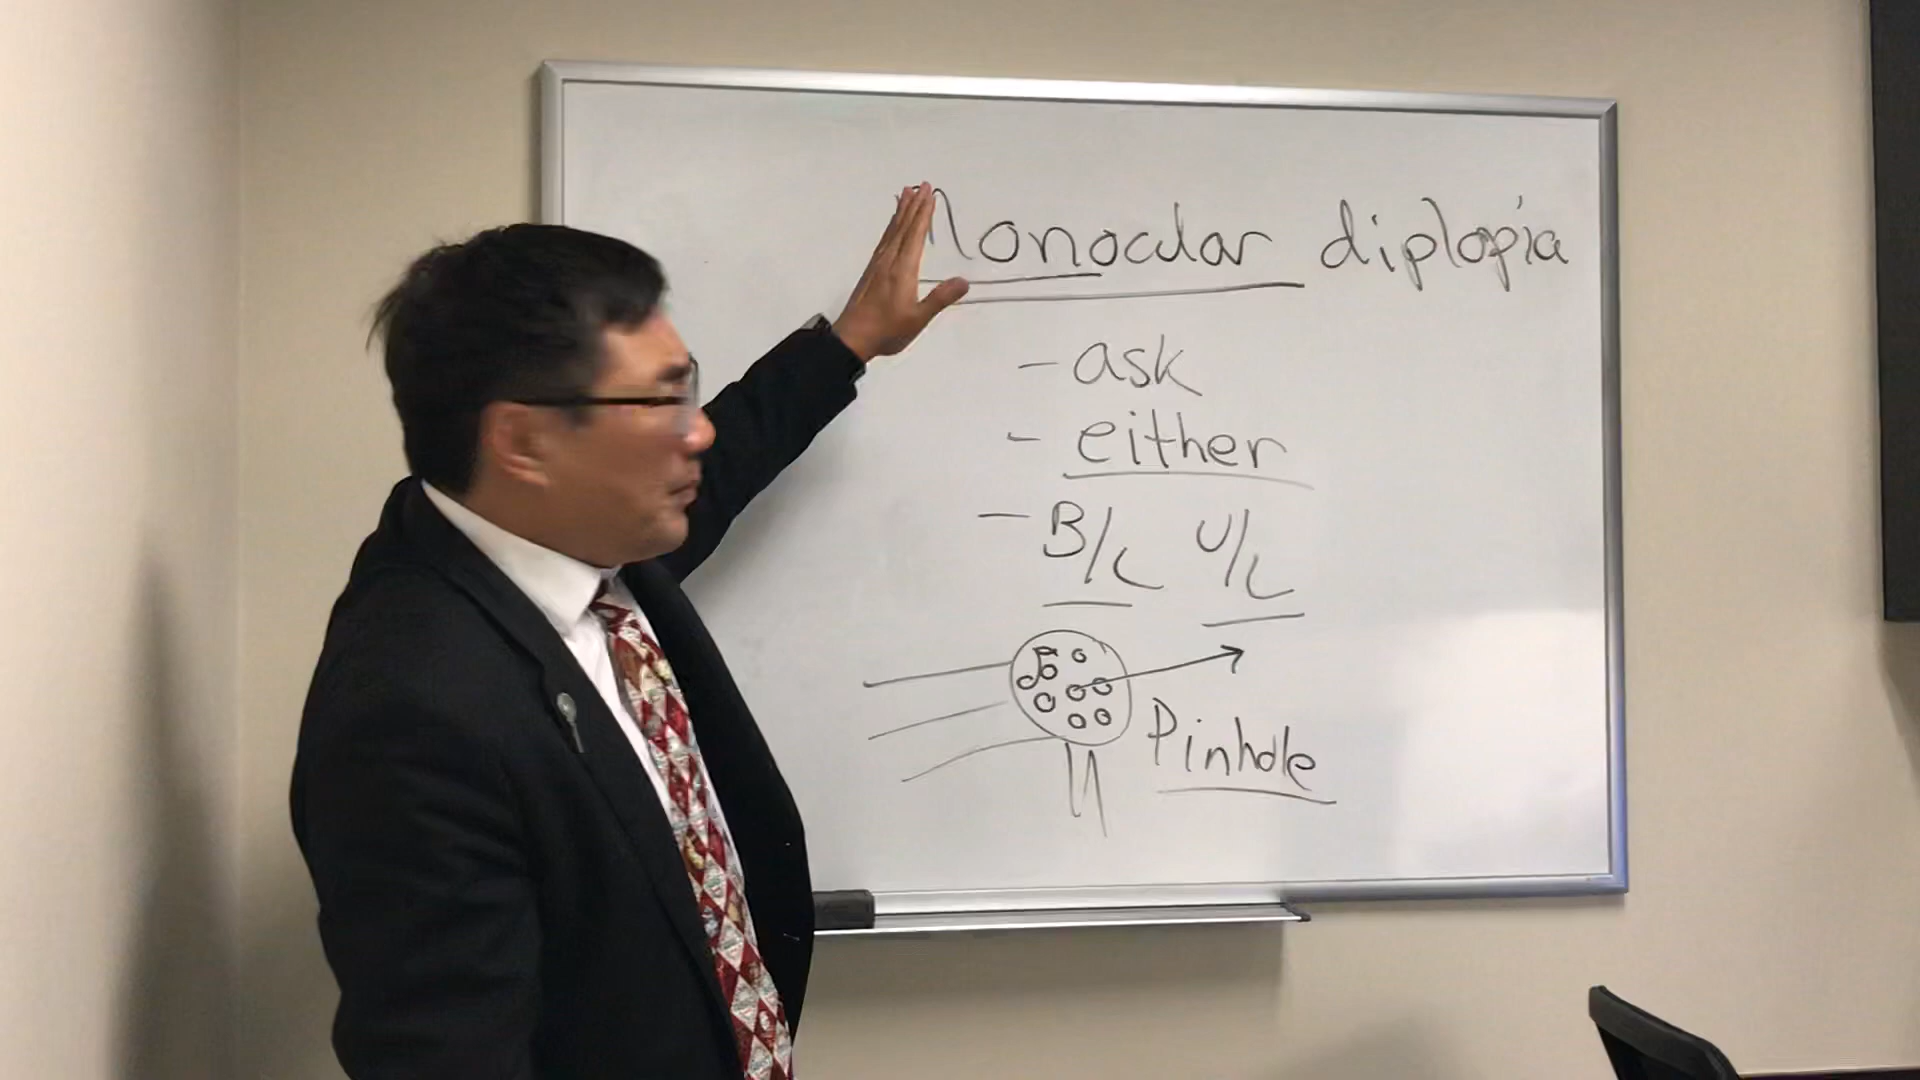 Monocular diplopia
- ask
- either
- B/L U/L
Pinhole